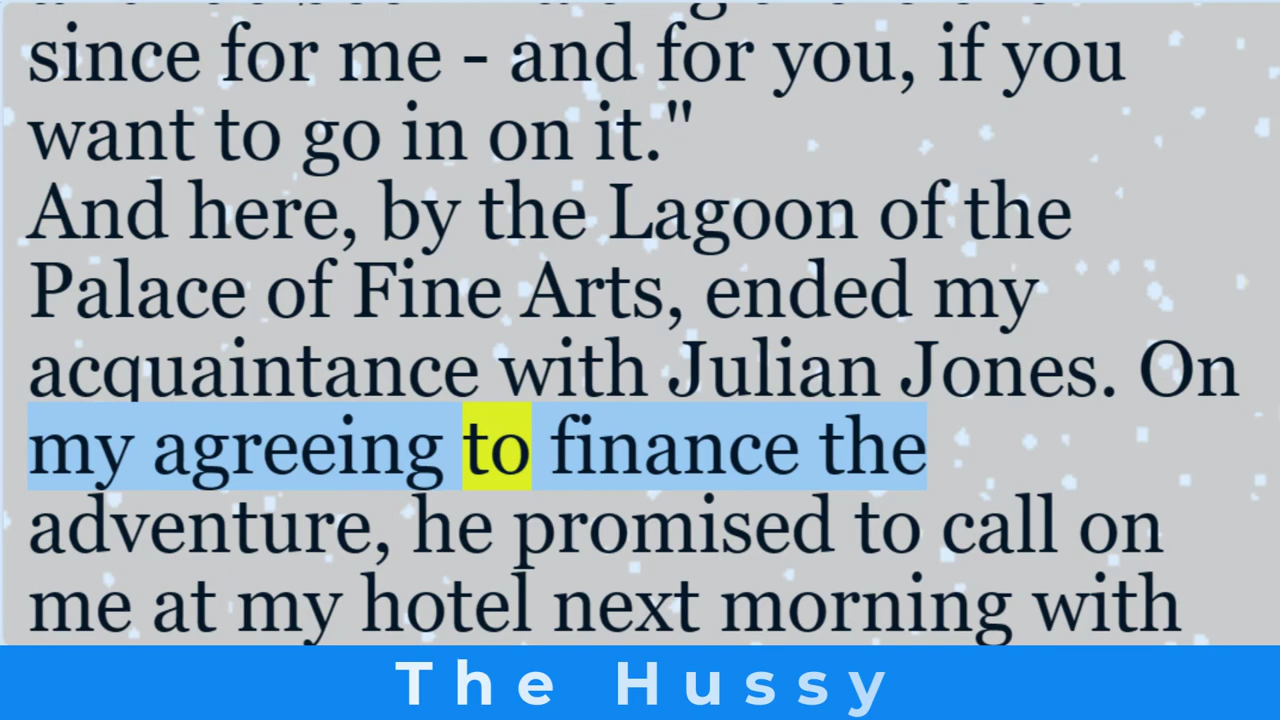 since for me - and for you, if you
want to go in on it."
And here, by the Lagoon of the
Palace of Fine Arts, ended my
acquaintance with Julian Jones. On
my agreeing to finance the
adventure, he promised to call on
me at my hotel next morning with
The Hussy